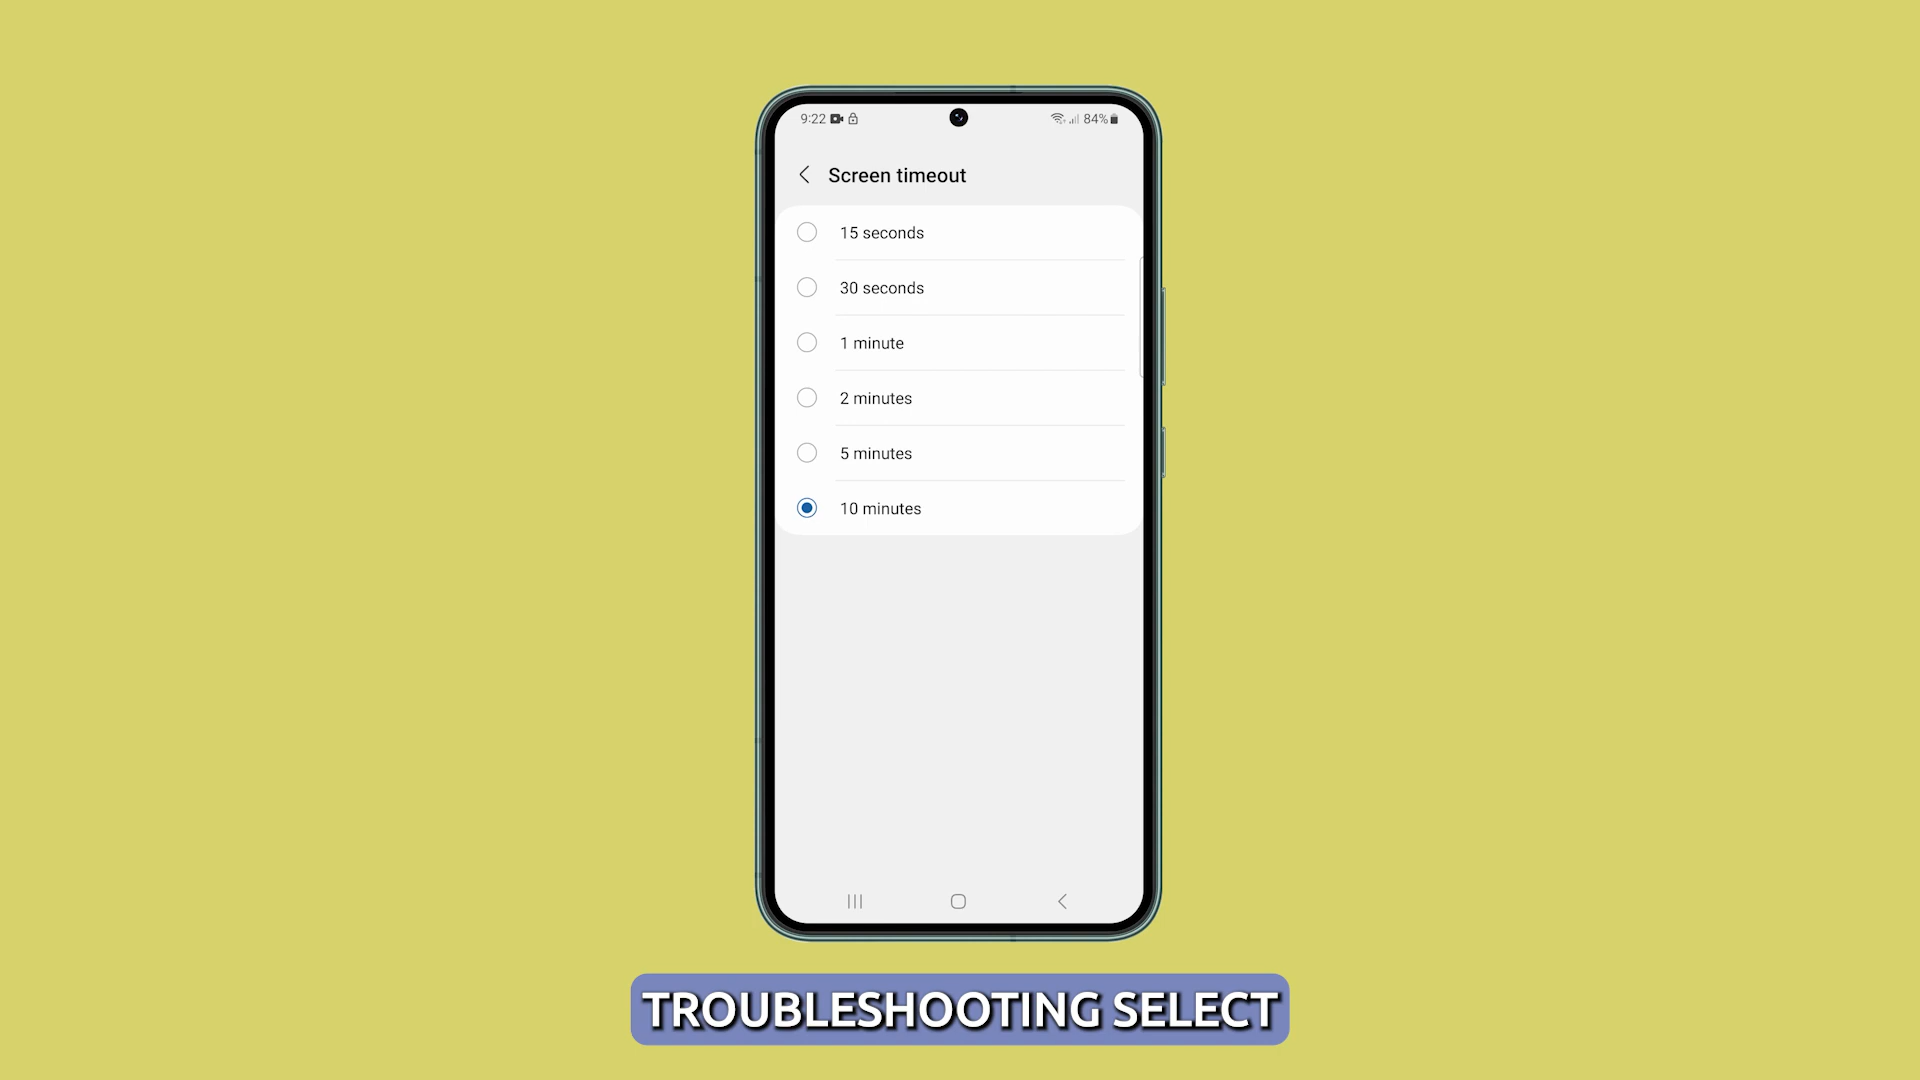 9:22
84%
Screen timeout
15 seconds
30 seconds
1 minute
2 minutes
5 minutes
10 minutes
TROUBLESHOOTING SELECT